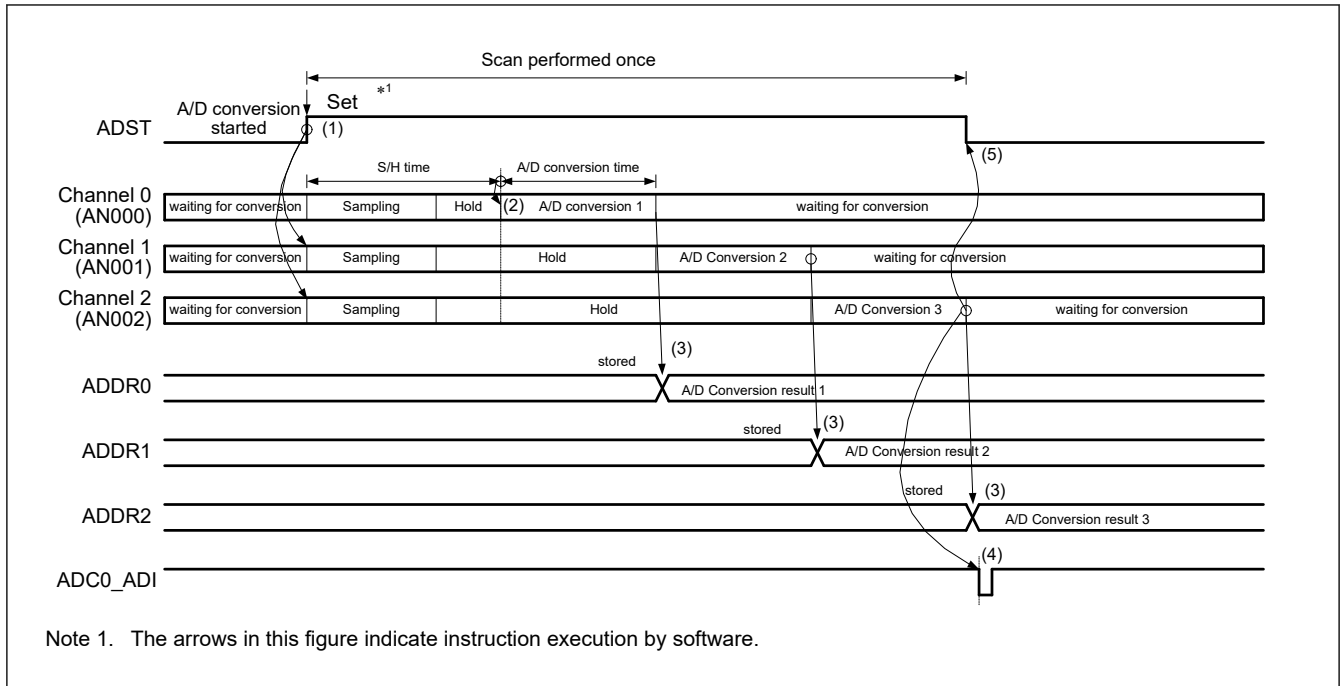 Scan performed once
A/D conversion started
Set *1
ADST
(1)
(5)
S/H time
A/D conversion time
Channel 0
(AN000)
waiting for conversion
Sampling
Hold
(2)
A/D conversion 1
waiting for conversion
Channel 1
(AN001)
waiting for conversion
Sampling
Hold
A/D Conversion 2
waiting for conversion
Channel 2
(AN002)
waiting for conversion
Sampling
Hold
A/D Conversion 3
waiting for conversion
stored
(3)
ADDR0
A/D Conversion result 1
stored
(3)
ADDR1
A/D Conversion result 2
stored
(3)
ADDR2
A/D Conversion result 3
(4)
ADC0_ADI
Note 1. The arrows in this figure indicate instruction execution by software.